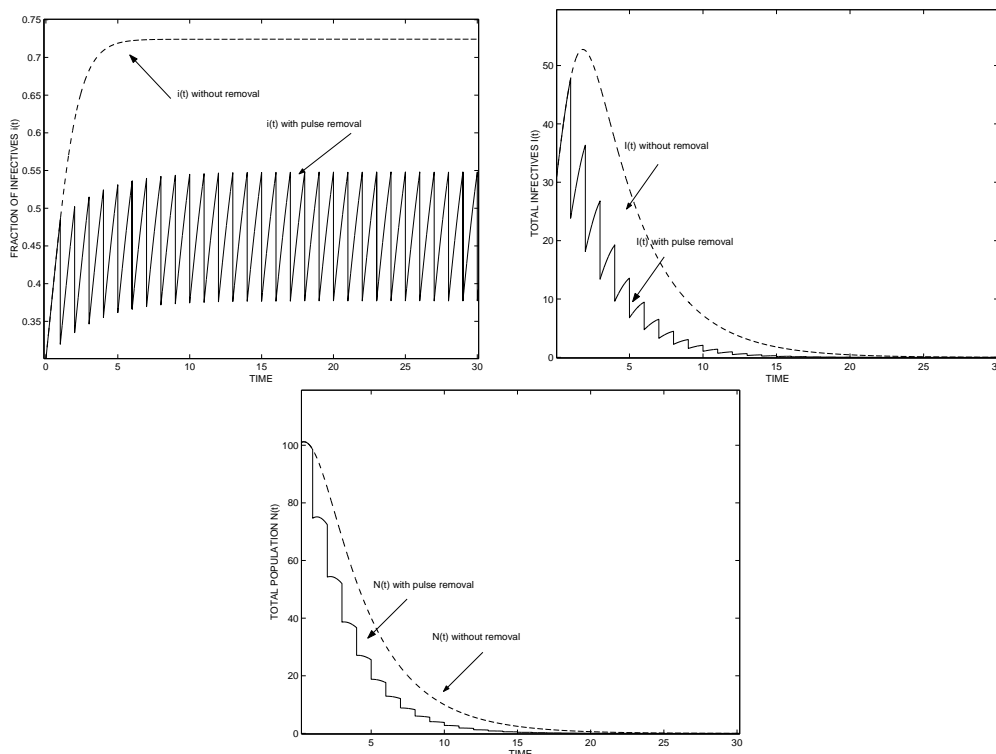 0.75
0.7
0.65
0.6
0.55
0.5
0.45
0.4
0.35
FRACTION OF INFECTIVES i(t)
i(t) without removal
i(t) with pulse removal
0 5 10 15 20 25 30
TIME
50
40
30
20
10
0
TOTAL INFECTIVES I(t)
I(t) without removal
I(t) with pulse removal
5 10 15 20 25 30
TIME
100
80
60
40
20
0
TOTAL POPULATION N(t)
N(t) with pulse removal
N(t) without removal
5 10 15 20 25 30
TIME